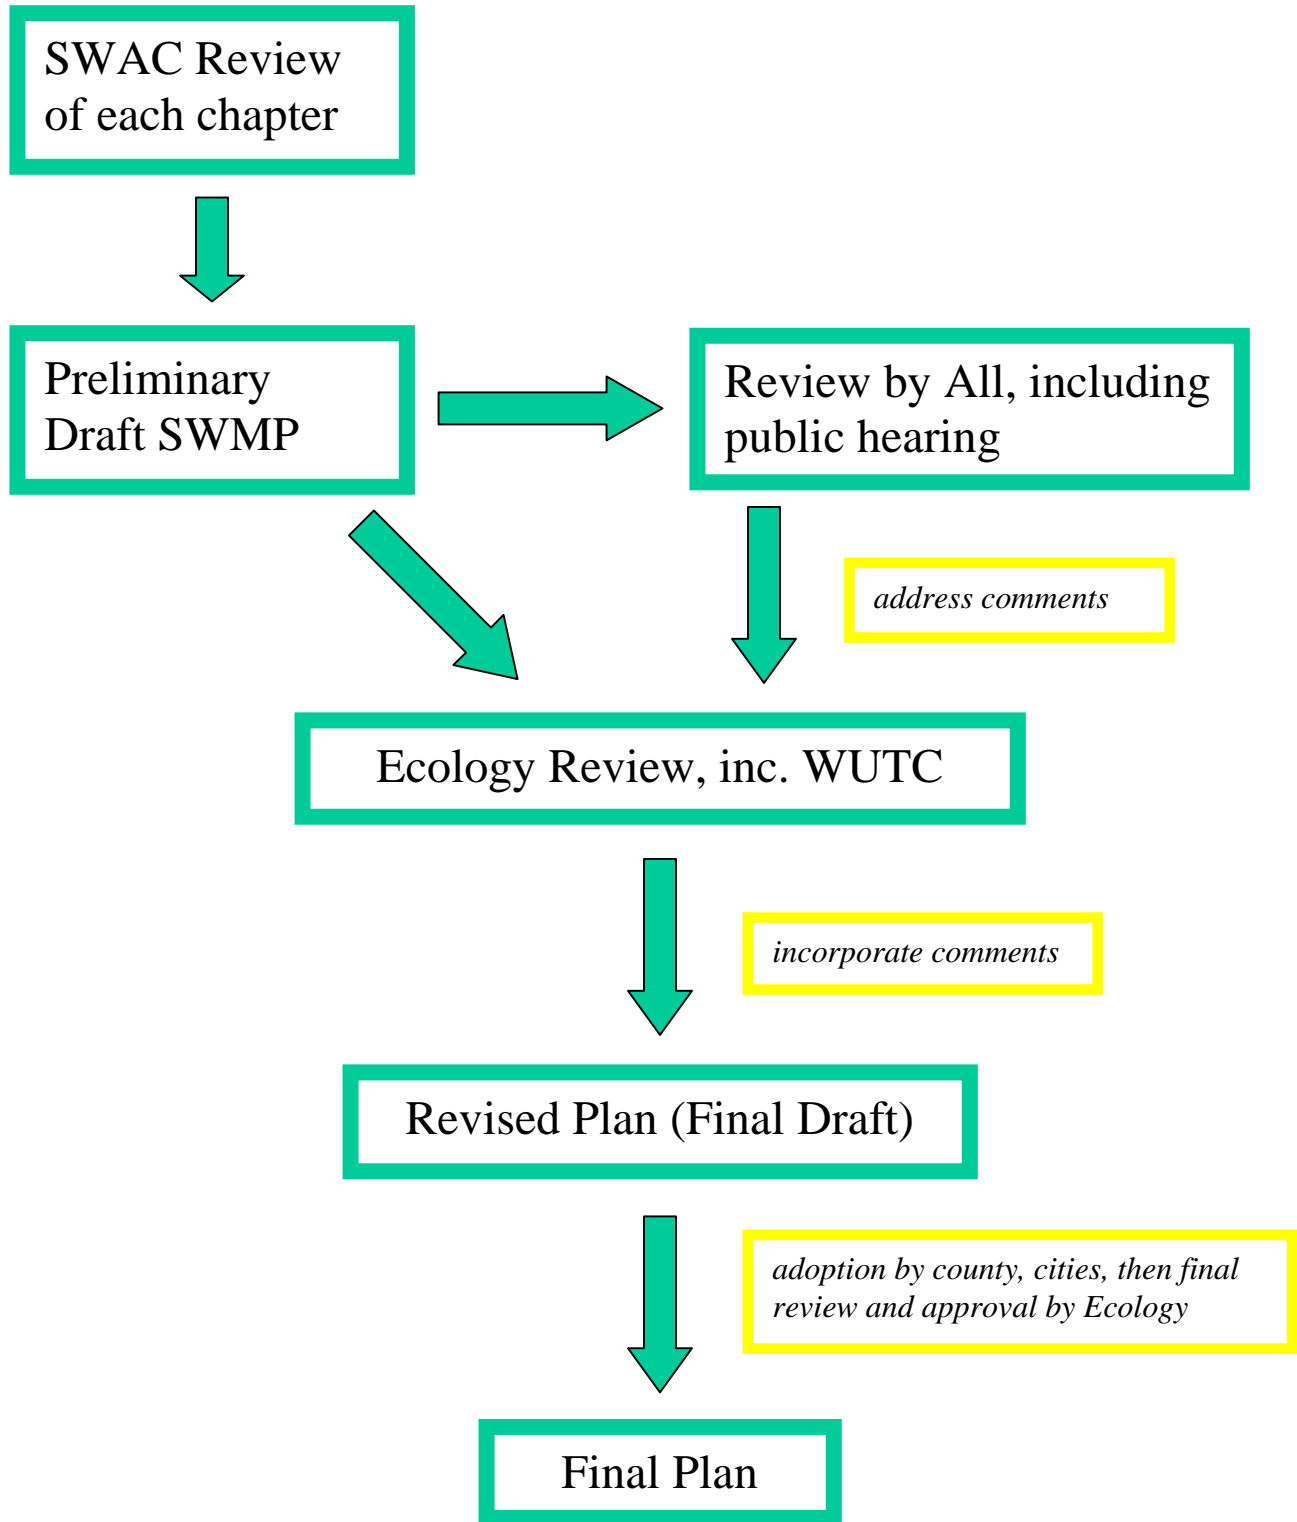 SWAC Review
of each chapter
Preliminary
Draft SWMP
Review by All, including
public hearing
address comments
Ecology Review, inc. WUTC
incorporate comments
Revised Plan (Final Draft)
adoption by county, cities, then final
review and approval by Ecology
Final Plan